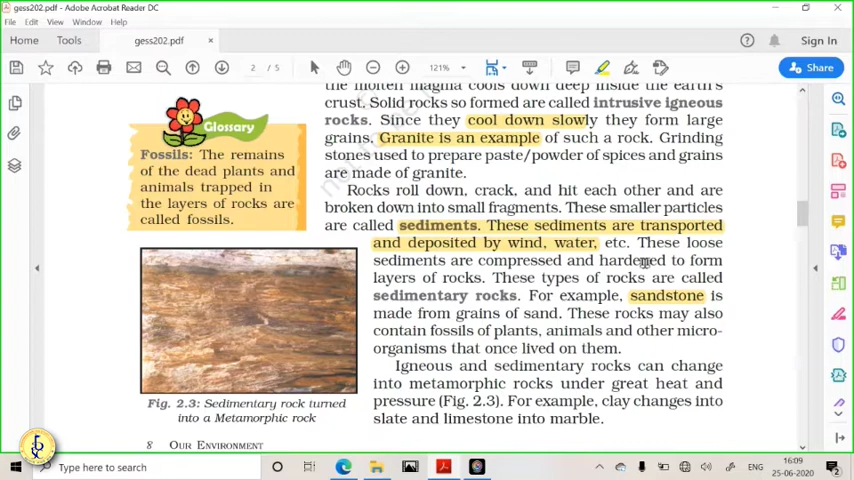 gess202.pdf - Adobe Acrobat Reader DC
File Edit View Window Help
Home Tools gess202.pdf × Sign In
2 / 5 121% Share
the molten magma cools down deep inside the earth's
crust. Solid rocks so formed are called intrusive igneous
rocks. Since they cool down slowly they form large
grains. Granite is an example of such a rock. Grinding
stones used to prepare paste/powder of spices and grains
are made of granite.
Glossary
Fossils: The remains
of the dead plants and
animals trapped in
the layers of rocks are
called fossils.
Rocks roll down, crack, and hit each other and are
broken down into small fragments. These smaller particles
are called sediments. These sediments are transported
and deposited by wind, water, etc. These loose
sediments are compressed and hardened to form
layers of rocks. These types of rocks are called
sedimentary rocks. For example, sandstone is
made from grains of sand. These rocks may also
contain fossils of plants, animals and other micro-
organisms that once lived on them.
Igneous and sedimentary rocks can change
into metamorphic rocks under great heat and
pressure (Fig. 2.3). For example, clay changes into
slate and limestone into marble.
Fig. 2.3: Sedimentary rock turned
into a Metamorphic rock
8 OUR ENVIRONMENT
Type here to search
ENG
16:09
25-06-2020
2